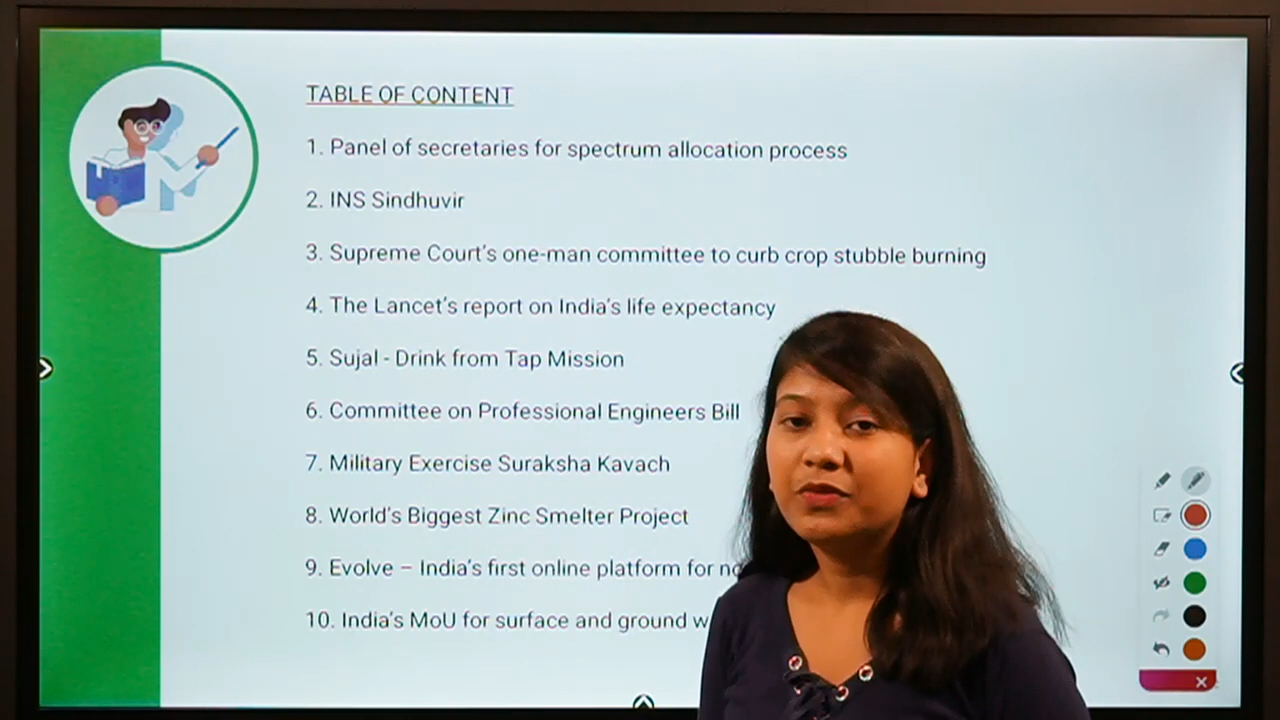 TABLE OF CONTENT
1. Panel of secretaries for spectrum allocation process
2. INS Sindhuvir
3. Supreme Court's one-man committee to curb crop stubble burning
4. The Lancet's report on India's life expectancy
5. Sujal - Drink from Tap Mission
6. Committee on Professional Engineers Bill
7. Military Exercise Suraksha Kavach
8. World's Biggest Zinc Smelter Project
9. Evolve – India's first online platform for
10. India's MoU for surface and ground